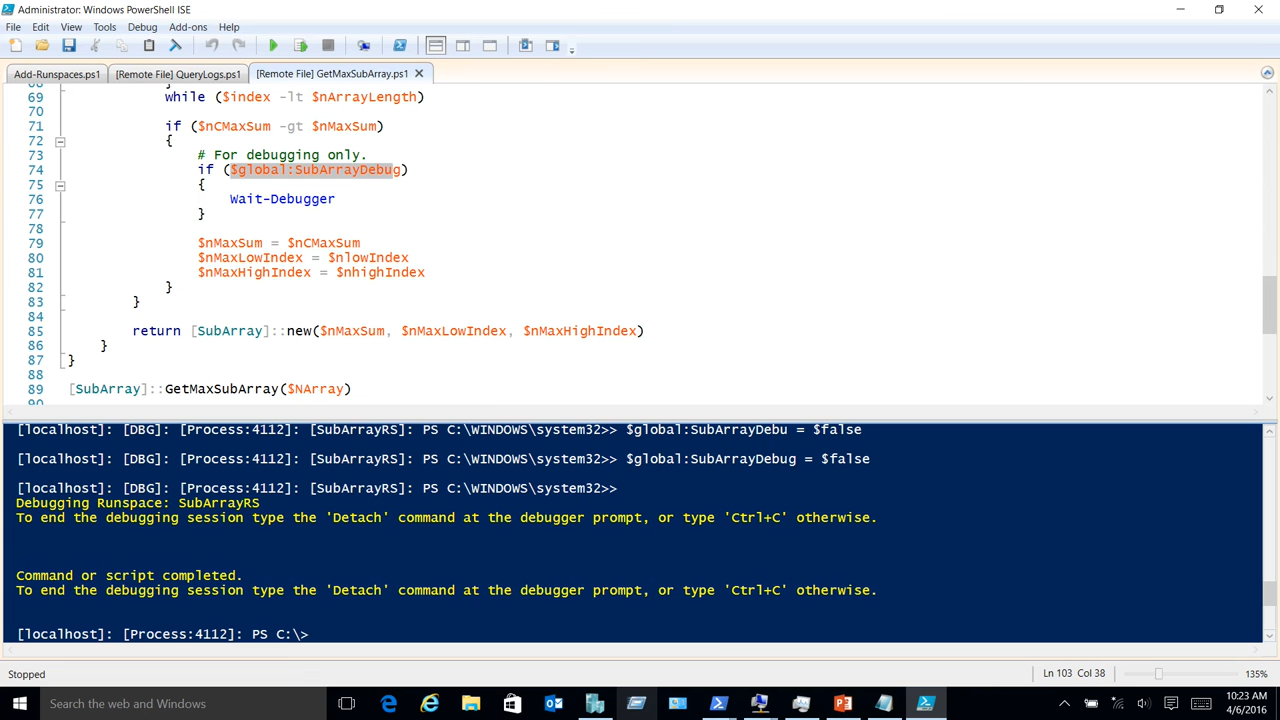 Administrator: Windows PowerShell ISE
File Edit View Tools Debug Add-ons Help
Add-Runspaces.ps1 [Remote File] QueryLogs.ps1 [Remote File] GetMaxSubArray.ps1
68 }
69 while ($index -lt $nArrayLength)
70
71 if ($nCMaxSum -gt $nMaxSum)
72 {
73 # For debugging only.
74 if ($global:SubArrayDebug)
75 {
76 Wait-Debugger
77 }
78
79 $nMaxSum = $nCMaxSum
80 $nMaxLowIndex = $nlowIndex
81 $nMaxHighIndex = $nhighIndex
82 }
83 }
84
85 return [SubArray]::new($nMaxSum, $nMaxLowIndex, $nMaxHighIndex)
86 }
87 }
88
89 [SubArray]::GetMaxSubArray($NArray)
90
[localhost]: [DBG]: [Process:4112]: [SubArrayRS]: PS C:\WINDOWS\system32>> $global:SubArrayDebu = $false
[localhost]: [DBG]: [Process:4112]: [SubArrayRS]: PS C:\WINDOWS\system32>> $global:SubArrayDebug = $false
[localhost]: [DBG]: [Process:4112]: [SubArrayRS]: PS C:\WINDOWS\system32>>
Debugging Runspace: SubArrayRS
To end the debugging session type the 'Detach' command at the debugger prompt, or type 'Ctrl+C' otherwise.
Command or script completed.
To end the debugging session type the 'Detach' command at the debugger prompt, or type 'Ctrl+C' otherwise.
[localhost]: [Process:4112]: PS C:\>
Stopped Ln 103 Col 38 135%
Search the web and Windows
10:23 AM
4/6/2016